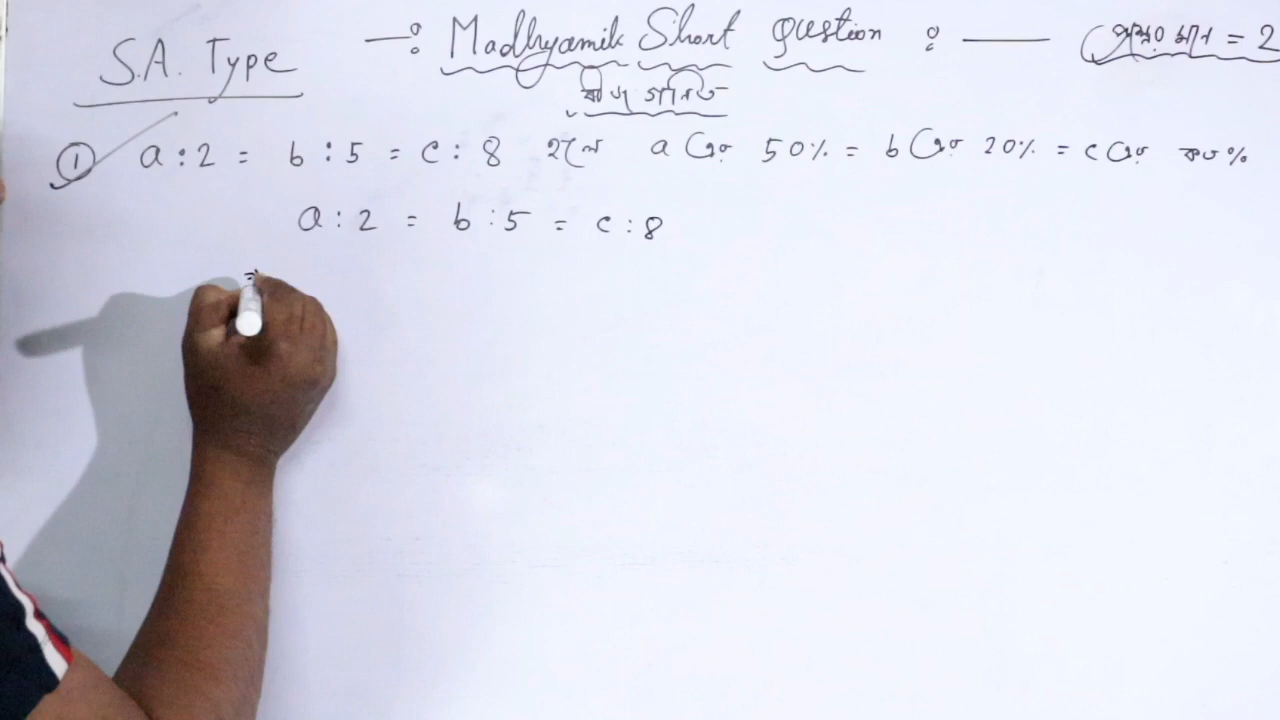 S.A. Type
—: Madhyamik Short Question : —
প্রশ্নের মান = 2
বীজ গণিত
① a : 2 = b : 5 = c : 8 হলে a এর 50% = b এর 20% = c এর কত %
a : 2 = b : 5 = c : 8